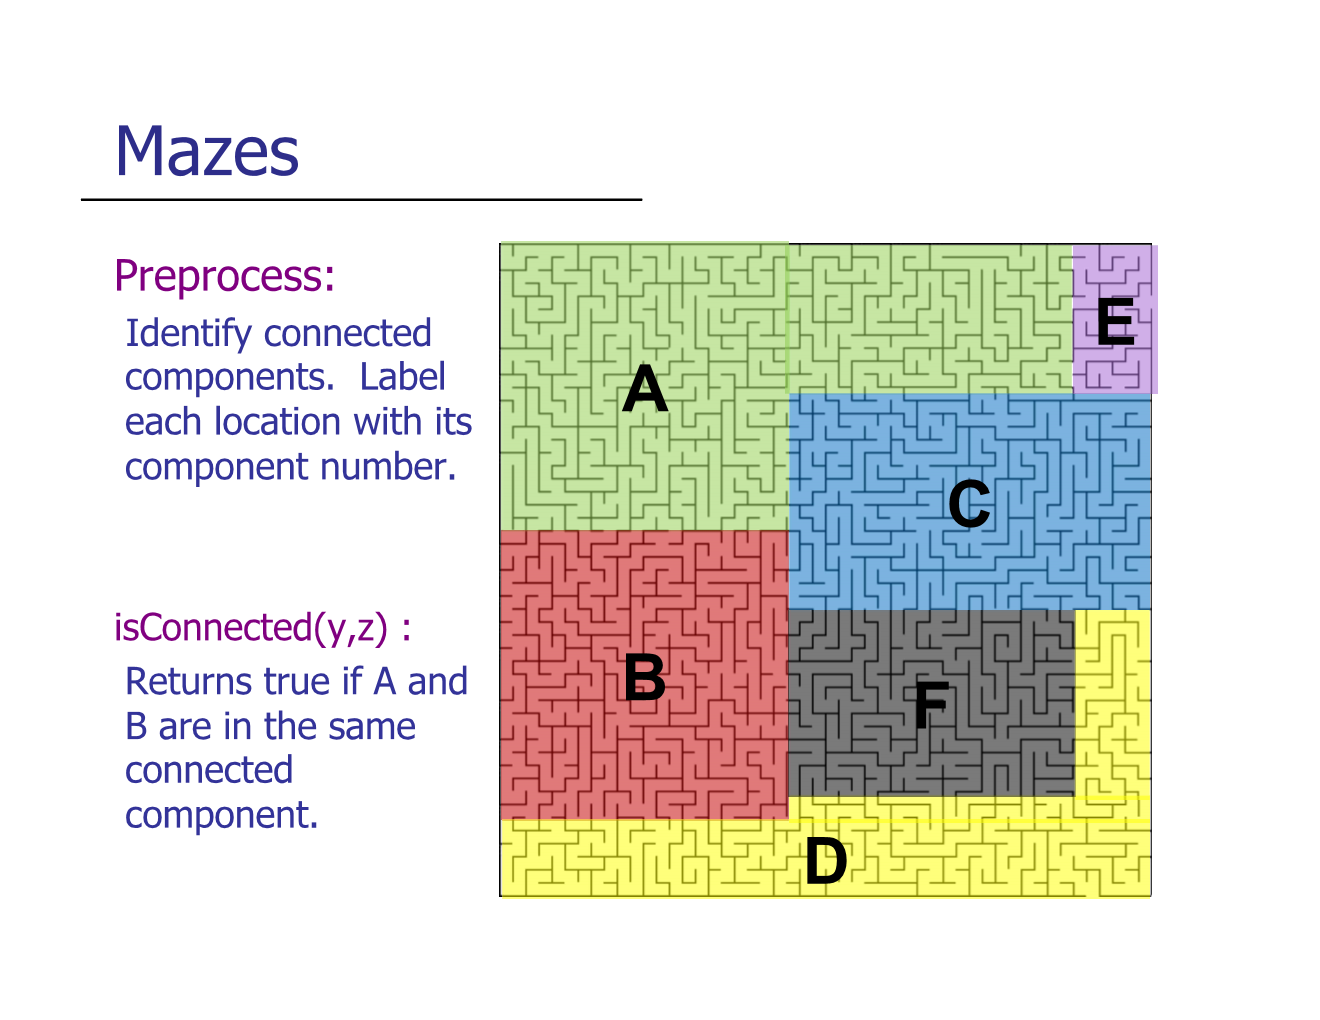 Mazes
Preprocess:
Identify connected
components.  Label
each location with its
component number.
isConnected(y,z) :
Returns true if A and
B are in the same
connected
component.
A
E
C
B
F
D